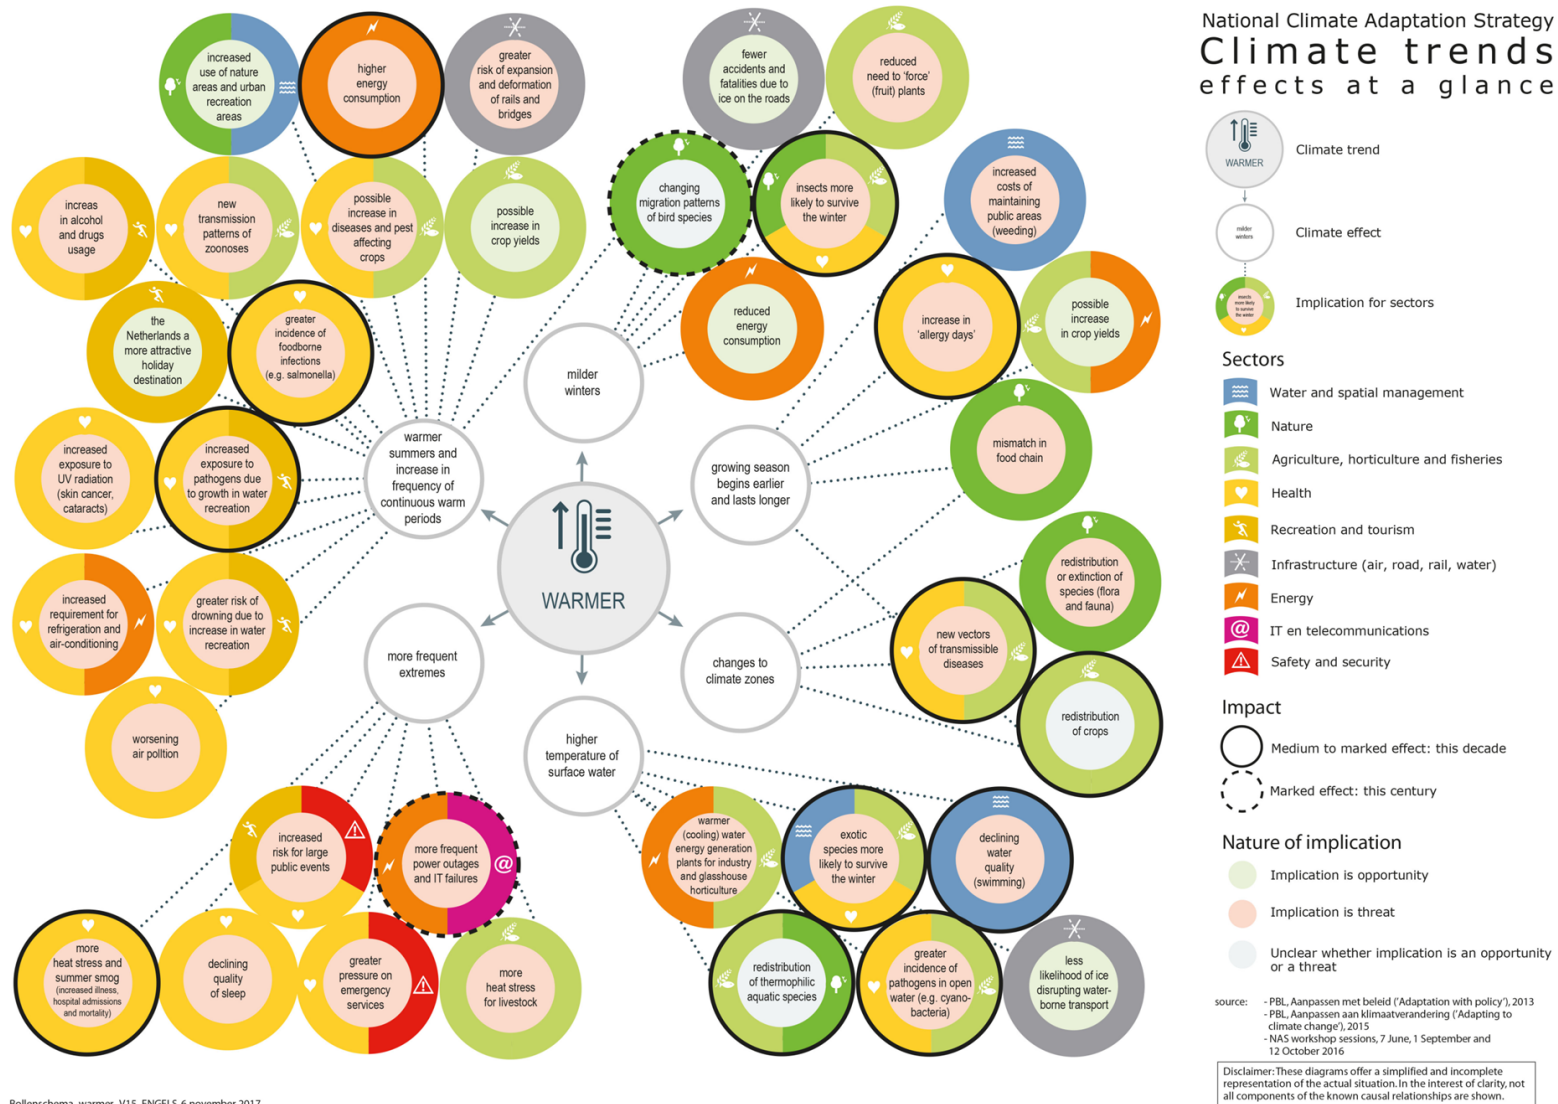 National Climate Adaptation Strategy
Climate trends
effects at a glance
increased
use of nature
areas and urban
recreation
areas
higher
energy
consumption
greater
risk of expansion
and deformation
of rails and
bridges
increas
in alcohol
and drugs
usage
new
transmission
patterns of
zoonoses
possible
increase in
diseases and pest
affecting
crops
possible
increase in
crop yields
the
Netherlands a
more attractive
holiday
destination
greater
incidence of
foodborne
infections
(e.g. salmonella)
increased
exposure to
UV radiation
(skin cancer,
cataracts)
increased
exposure to
pathogens due
to growth in water
recreation
increased
requirement for
refrigeration and
air-conditioning
greater risk of
drowning due to
increase in water
recreation
worsening
air polltion
warmer
summers and
increase in
frequency of
continuous warm
periods
fewer
accidents and
fatalities due to
ice on the roads
reduced
need to ‘force’
(fruit) plants
changing
migration patterns
of bird species
insects more
likely to survive
the winter
reduced
energy
consumption
milder
winters
increased
costs of
maintaining
public areas
(weeding)
increase in
‘allergy days’
possible
increase
in crop yields
mismatch in
food chain
growing season
begins earlier
and lasts longer
WARMER
redistribution
or extinction of
species (flora
and fauna)
new vectors
of transmissible
diseases
redistribution
of crops
changes to
climate zones
more frequent
extremes
higher
temperature of
surface water
increased
risk for large
public events
more frequent
power outages
and IT failures
@
more
heat stress and
summer smog
(increased illness,
hospital admissions
and mortality)
declining
quality
of sleep
greater
pressure on
emergency
services
more
heat stress
for livestock
warmer
(cooling) water
energy generation
plants for industry
and glasshouse
horticulture
exotic
species more
likely to survive
the winter
declining
water
quality
(swimming)
redistribution
of thermophilic
aquatic species
greater
incidence of
pathogens in open
water (e.g. cyano-
bacteria)
less
likelihood of ice
disrupting water-
borne transport
WARMER
Climate trend
milder
winters
Climate effect
insects
more likely
to survive
the winter
Implication for sectors
Sectors
Water and spatial management
Nature
Agriculture, horticulture and fisheries
Health
Recreation and tourism
Infrastructure (air, road, rail, water)
Energy
@ IT en telecommunications
Safety and security
Impact
Medium to marked effect: this decade
Marked effect: this century
Nature of implication
Implication is opportunity
Implication is threat
Unclear whether implication is an opportunity
or a threat
source: - PBL, Aanpassen met beleid (‘Adaptation with policy’), 2013
- PBL, Aanpassen aan klimaatverandering (‘Adapting to
climate change’), 2015
- NAS workshop sessions, 7 June, 1 September and
12 October 2016
Disclaimer: These diagrams offer a simplified and incomplete
representation of the actual situation. In the interest of clarity, not
all components of the known causal relationships are shown.
Bollenschema_warmer_V15_ENGELS_6 november 2017